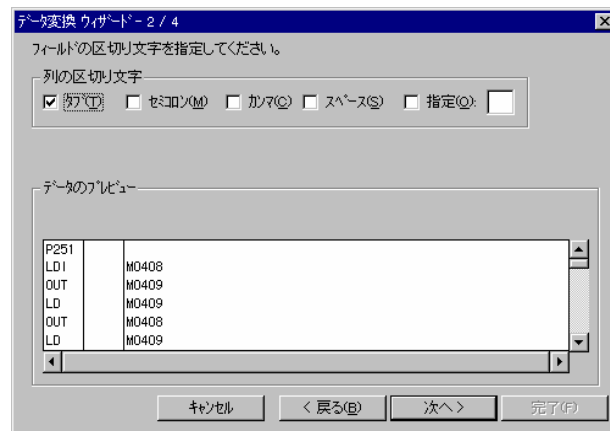 ﾃﾞｰﾀ変換 ｳｨｻﾞｰﾄﾞ - 2 / 4
ﾌｨｰﾙﾄﾞの区切り文字を指定してください。
列の区切り文字
ﾀﾌﾞ(T) ｾﾐｺﾛﾝ(M) ｶﾝﾏ(C) ｽﾍﾟｰｽ(S) 指定(O):
ﾃﾞｰﾀのﾌﾟﾚﾋﾞｭｰ
P251
LDI M0408
OUT M0409
LD M0409
OUT M0408
LD M0409
ｷｬﾝｾﾙ < 戻る(B) 次へ > 完了(F)